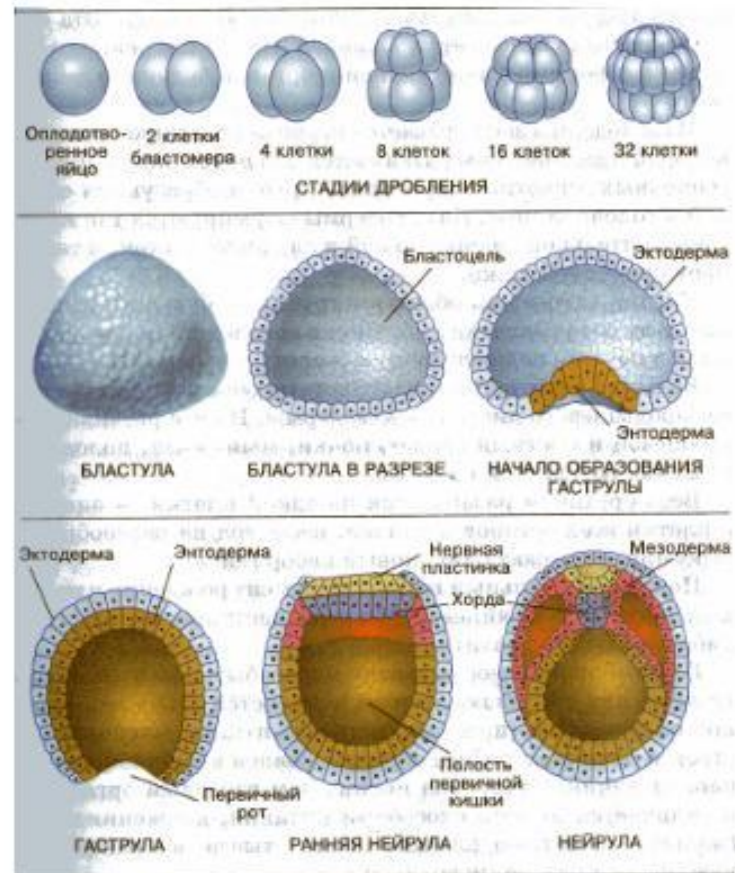 Оплодотво-
ренное
яйцо
2 клетки
бластомера
4 клетки
8 клеток
16 клеток
32 клетки
СТАДИИ ДРОБЛЕНИЯ
Бластоцель
Эктодерма
Энтодерма
БЛАСТУЛА
БЛАСТУЛА В РАЗРЕЗЕ
НАЧАЛО ОБРАЗОВАНИЯ
ГАСТРУЛЫ
Эктодерма
Энтодерма
Нервная
пластинка
Хорда
Мезодерма
Первичный
рот
Полость
первичной
кишки
ГАСТРУЛА
РАННЯЯ НЕЙРУЛА
НЕЙРУЛА